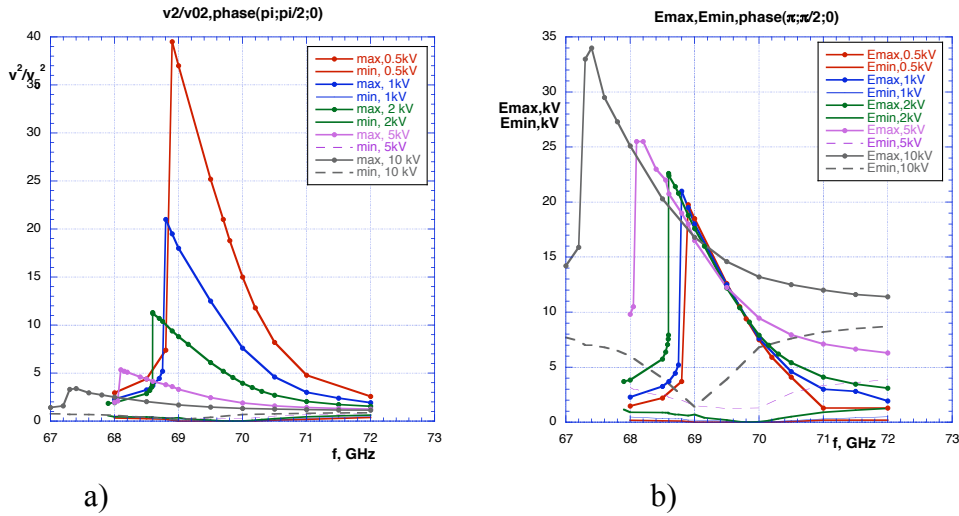 v2/v02,phase(pi;pi/2;0)
v²/v₀²
40
35
30
25
20
15
10
5
0
max,0.5kV
min, 0.5kV
max, 1kV
min, 1kV
max, 2 kV
min, 2kV
max, 5kV
min, 5kV
max, 10 kV
min, 10 kV
67 68 69 70 71 72 73
f, GHz
a)
Emax,Emin,phase(π;π/2;0)
Emax,kV
Emin,kV
35
30
25
20
15
10
5
0
Emax,0.5kV
Emin,0.5kV
Emax,1kV
Emin,1kV
Emax,2kV
Emin,2kV
Emax,5kV
Emin,5kV
Emax,10kV
Emin,10kV
67 68 69 70 71 72 73
f, GHz
b)